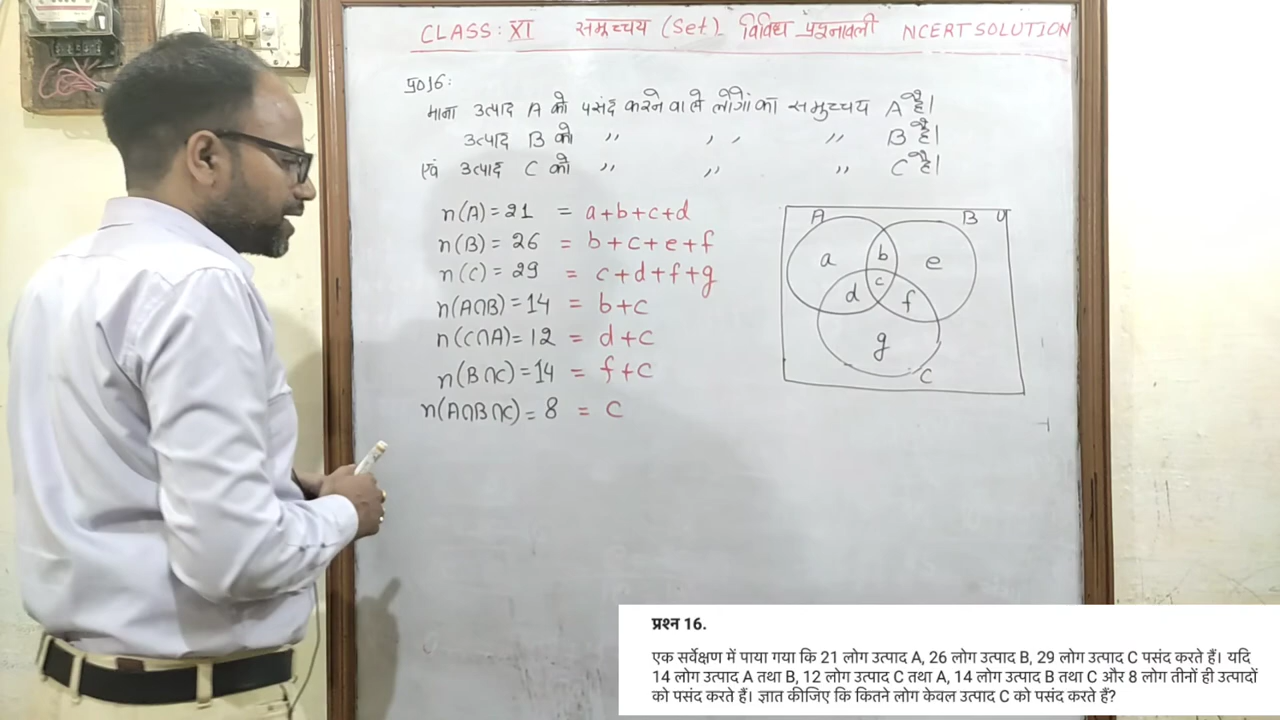 CLASS: XI समुच्चय (Set) विविध प्रश्नावली NCERT SOLUTION
प्र016:
माना उत्पाद A को पसंद करने वाले लोगों का समुच्चय A है।
उत्पाद B को ,, ,, ,, B है।
एवं उत्पाद C को ,, ,, ,, C है।
n(A)=21 = a+b+c+d
n(B)=26 = b+c+e+f
n(C)=29 = c+d+f+g
n(A∩B)=14 = b+c
n(C∩A)=12 = d+c
n(B∩C)=14 = f+c
n(A∩B∩C)=8 = c
A B U
a b e
d c f
g
C
प्रश्न 16.
एक सर्वेक्षण में पाया गया कि 21 लोग उत्पाद A, 26 लोग उत्पाद B, 29 लोग उत्पाद C पसंद करते हैं। यदि
14 लोग उत्पाद A तथा B, 12 लोग उत्पाद C तथा A, 14 लोग उत्पाद B तथा C और 8 लोग तीनों ही उत्पादों
को पसंद करते हैं। ज्ञात कीजिए कि कितने लोग केवल उत्पाद C को पसंद करते हैं?